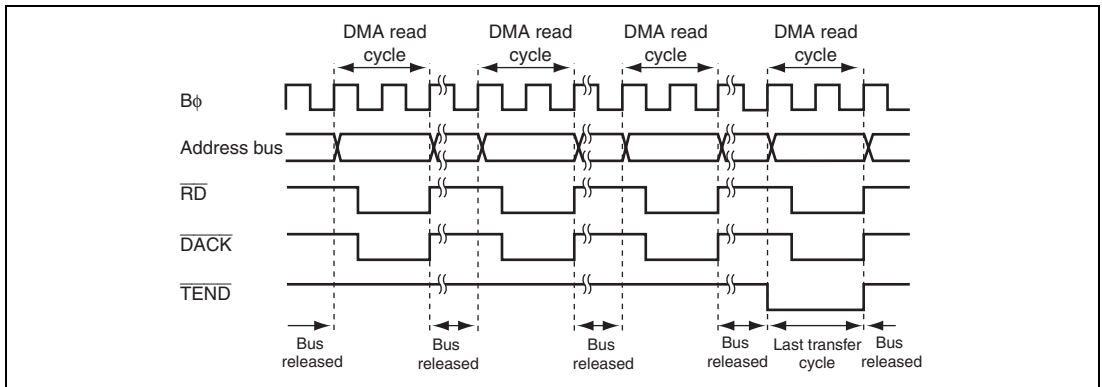 DMA read cycle
DMA read cycle
DMA read cycle
DMA read cycle
Bφ
Address bus
RD
DACK
TEND
Bus released
Bus released
Bus released
Bus released
Last transfer cycle
Bus released